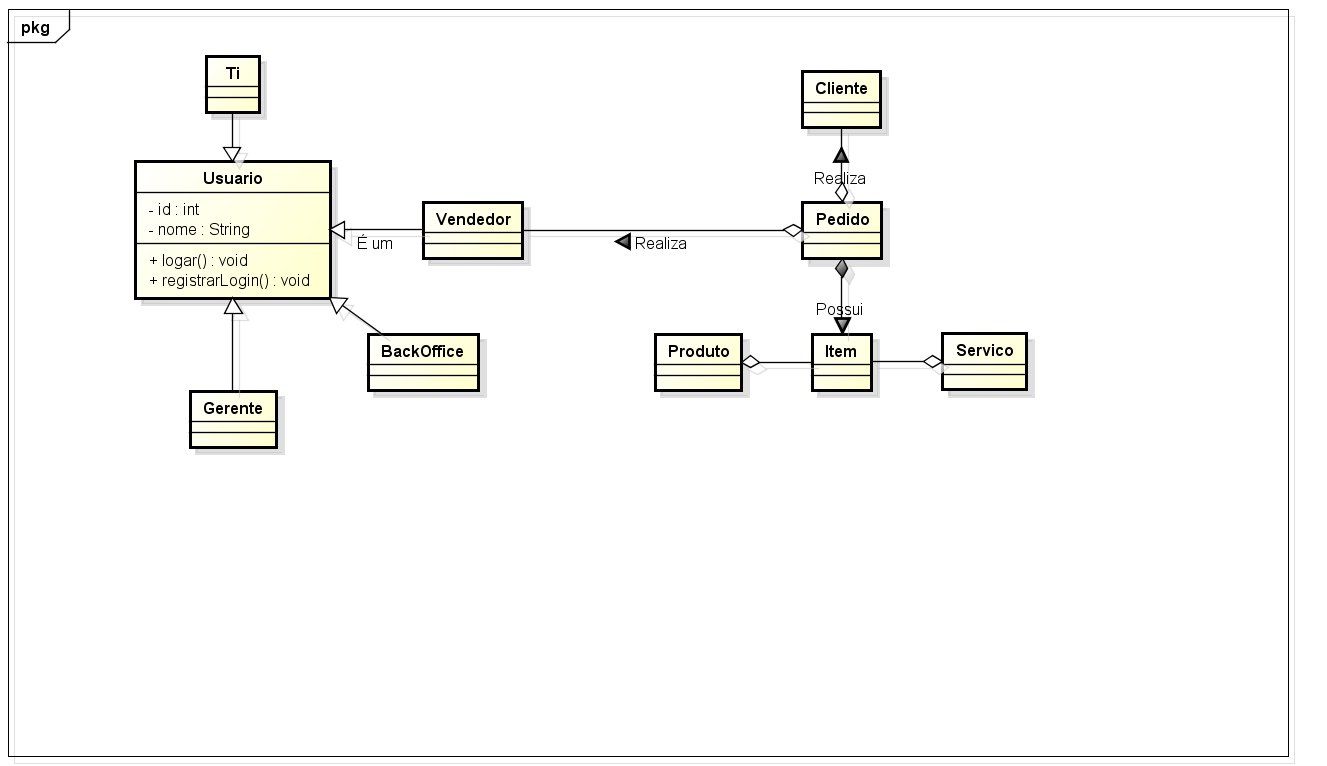 pkg
Ti
Cliente
Usuario
- id : int
- nome : String
+ logar() : void
+ registrarLogin() : void
É um
Vendedor
Realiza
Realiza
Pedido
Possui
BackOffice
Produto
Item
Servico
Gerente